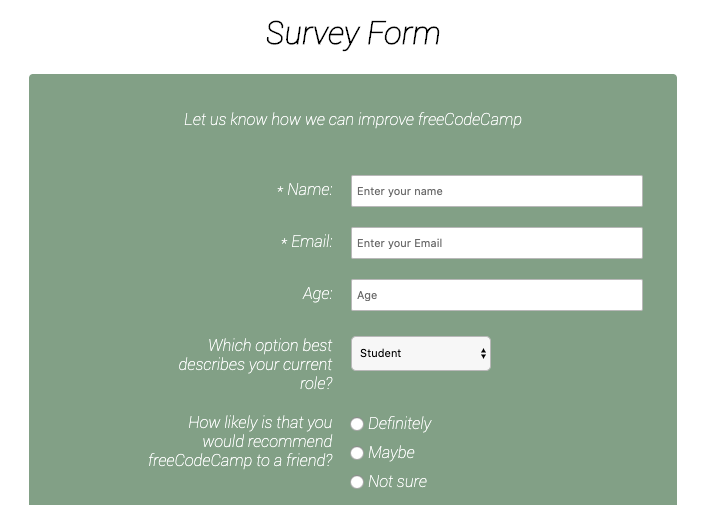 Survey Form
Let us know how we can improve freeCodeCamp
* Name: Enter your name
* Email: Enter your Email
Age: Age
Which option best
describes your current
role?
Student
How likely is that you
would recommend
freeCodeCamp to a friend?
Definitely
Maybe
Not sure